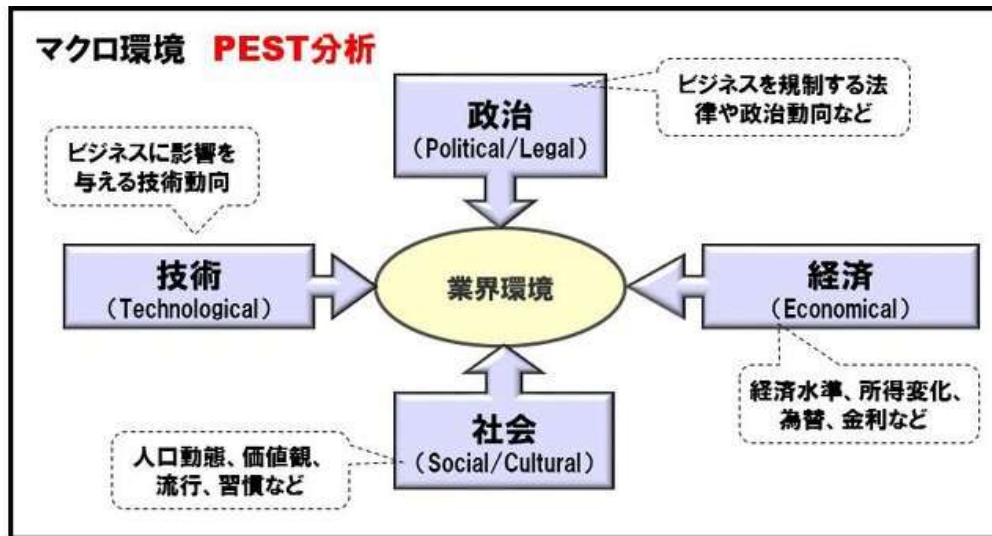 マクロ環境 PEST分析
政治
(Political/Legal)
ビジネスを規制する法
律や政治動向など
ビジネスに影響を
与える技術動向
技術
(Technological)
業界環境
経済
(Economical)
経済水準、所得変化、
為替、金利など
社会
(Social/Cultural)
人口動態、価値観、
流行、習慣など